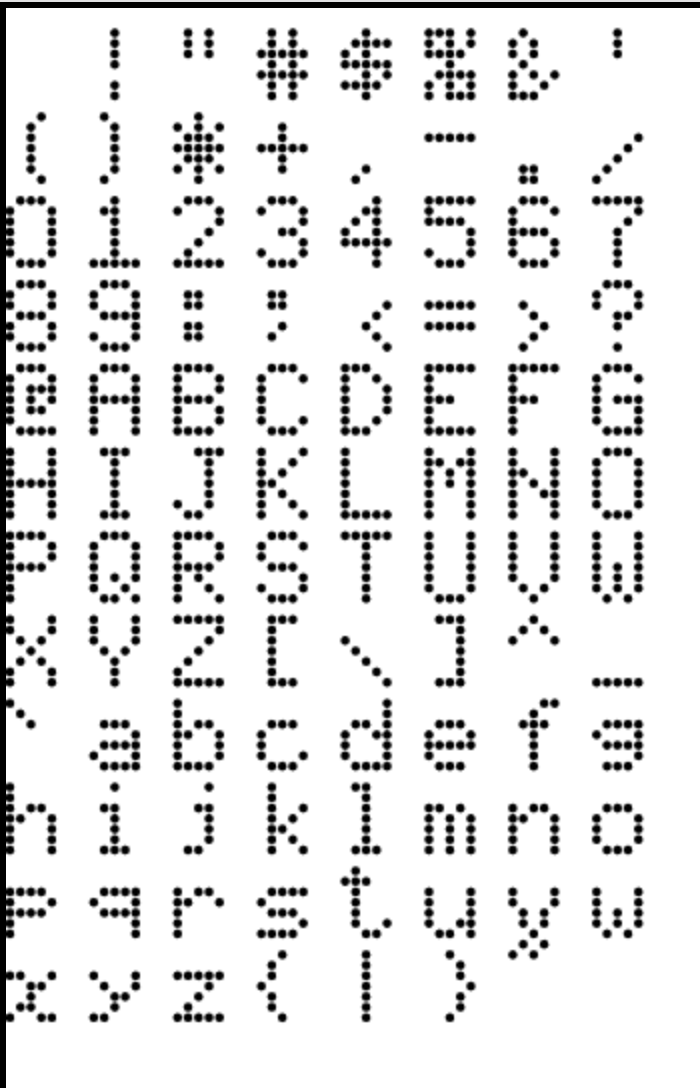 ! " # $ % & '
( ) * + , - . /
0 1 2 3 4 5 6 7
8 9 : ; < = > ?
@ A B C D E F G
H I J K L M N O
P Q R S T U V W
X Y Z [ \ ] ^ _
` a b c d e f g
h i j k l m n o
p q r s t u v w
x y z { | } ~